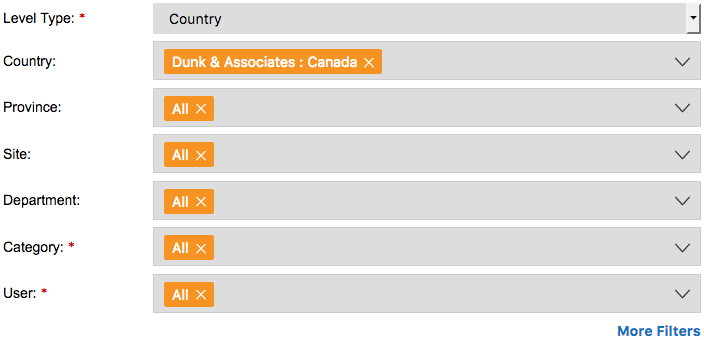 Level Type: * Country
Country: Dunk & Associates : Canada ×
Province: All ×
Site: All ×
Department: All ×
Category: * All ×
User: * All ×
More Filters